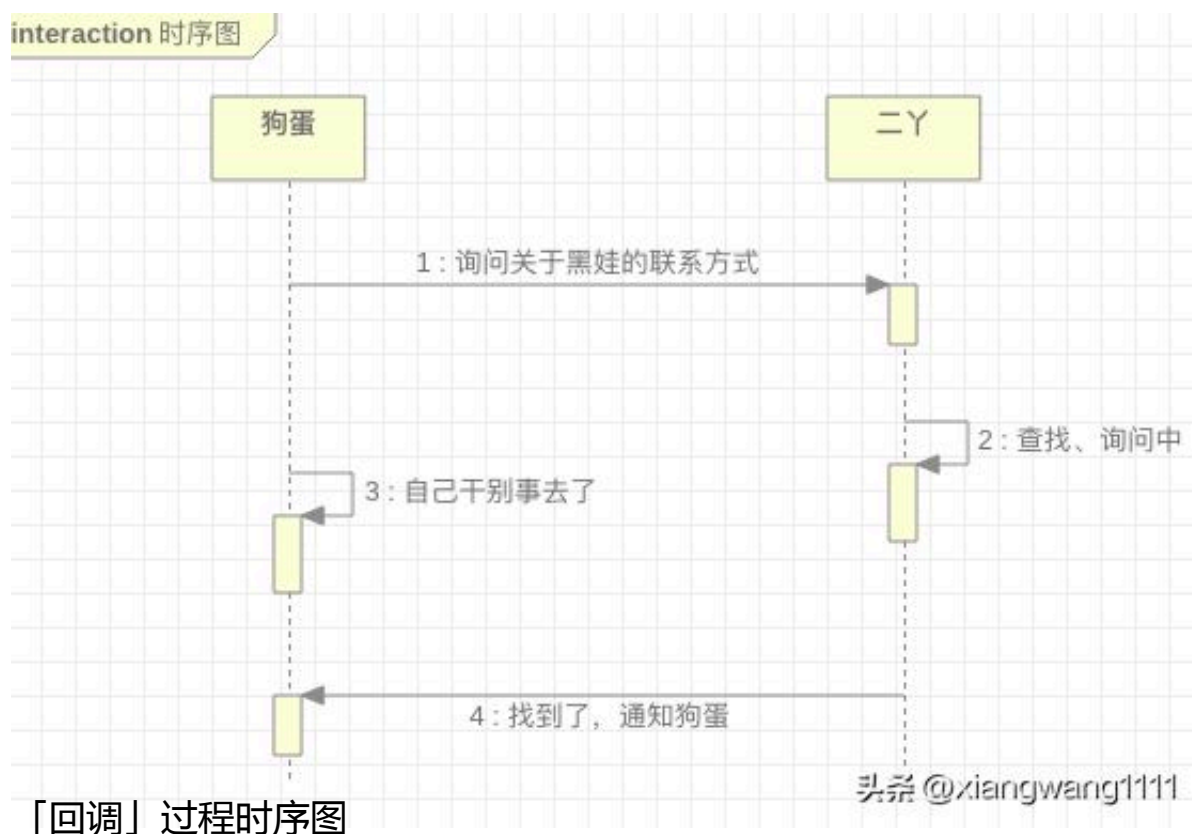 interaction 时序图
狗蛋
二丫
1 : 询问关于黑娃的联系方式
2 : 查找、询问中
3 : 自己干别事去了
4 : 找到了，通知狗蛋
头条 @xiangwang1111
「回调」过程时序图